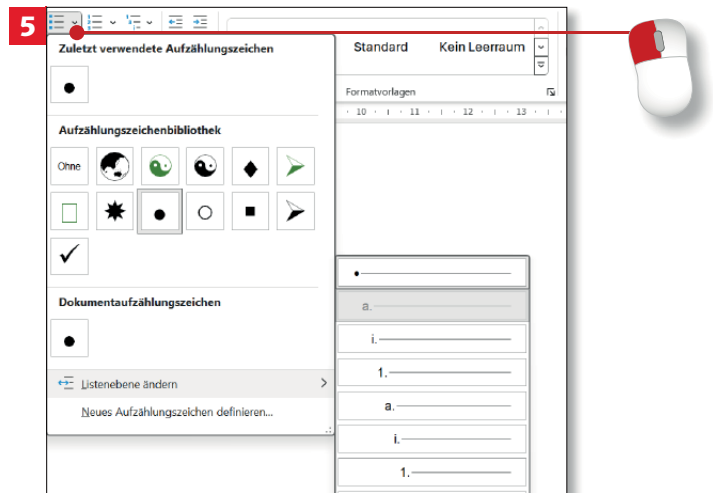 5
Zuletzt verwendete Aufzählungszeichen
Standard Kein Leerraum
Formatvorlagen
10 11 12 13
Aufzählungszeichenbibliothek
Ohne
a.
i.
1.
a.
i.
1.
Dokumentaufzählungszeichen
Listenebene ändern
Neues Aufzählungszeichen definieren...